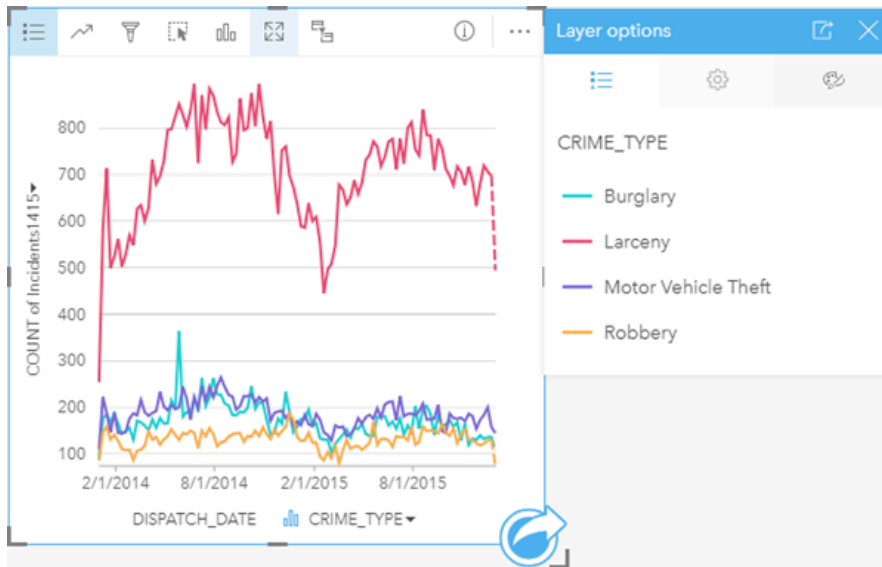 Layer options
CRIME_TYPE
Burglary
Larceny
Motor Vehicle Theft
Robbery
COUNT of Incidents1415
800
700
600
500
400
300
200
100
2/1/2014 8/1/2014 2/1/2015 8/1/2015
DISPATCH_DATE CRIME_TYPE